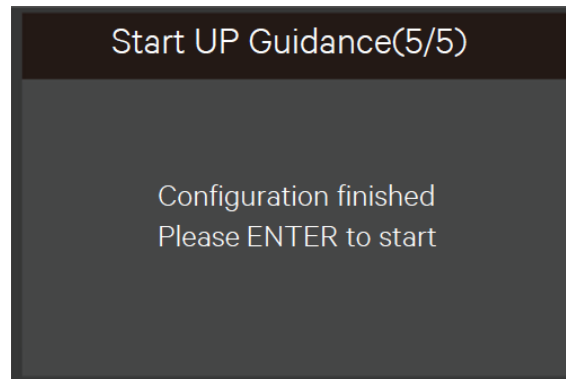 Start UP Guidance(5/5)
Configuration finished
Please ENTER to start